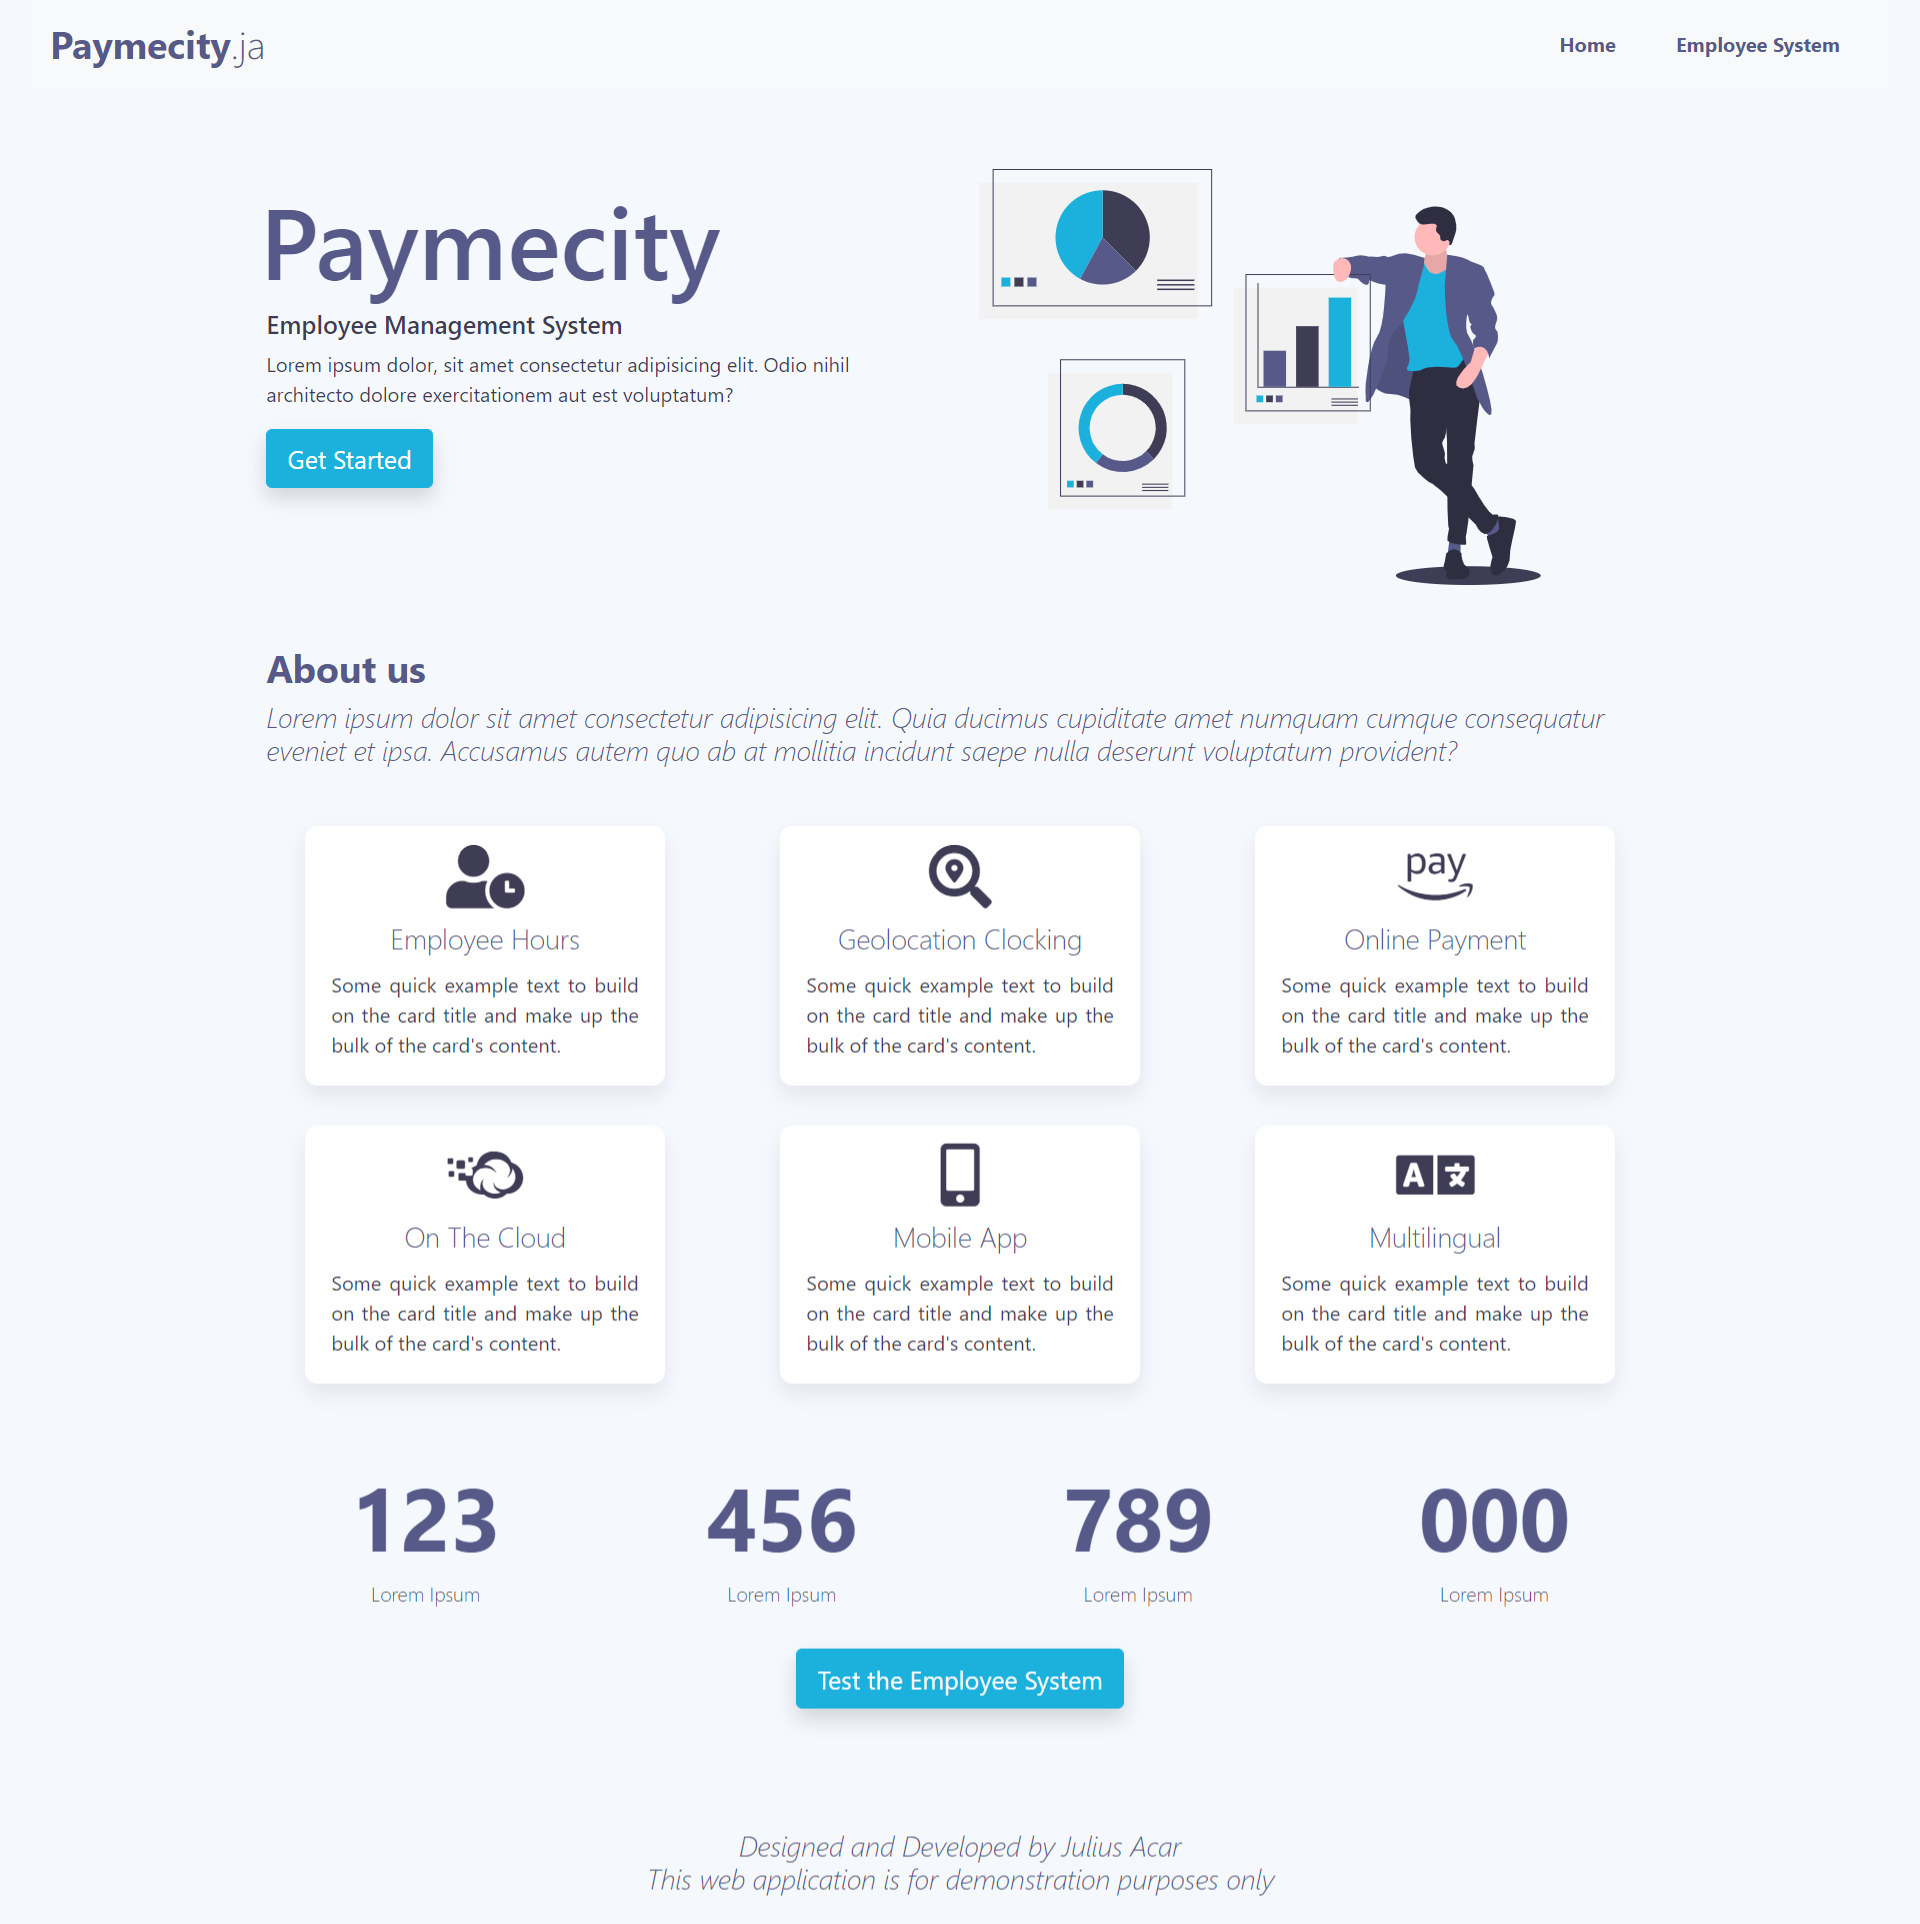 Paymecity.ja
Home
Employee System
Paymecity
Employee Management System
Lorem ipsum dolor, sit amet consectetur adipisicing elit. Odio nihil
architecto dolore exercitationem aut est voluptatum?
Get Started
About us
Lorem ipsum dolor sit amet consectetur adipisicing elit. Quia ducimus cupiditate amet numquam cumque consequatur
eveniet et ipsa. Accusamus autem quo ab at mollitia incidunt saepe nulla deserunt voluptatum provident?
Employee Hours
Some quick example text to build
on the card title and make up the
bulk of the card's content.
Geolocation Clocking
Some quick example text to build
on the card title and make up the
bulk of the card's content.
pay
Online Payment
Some quick example text to build
on the card title and make up the
bulk of the card's content.
On The Cloud
Some quick example text to build
on the card title and make up the
bulk of the card's content.
Mobile App
Some quick example text to build
on the card title and make up the
bulk of the card's content.
A 文
Multilingual
Some quick example text to build
on the card title and make up the
bulk of the card's content.
123
Lorem Ipsum
456
Lorem Ipsum
789
Lorem Ipsum
000
Lorem Ipsum
Test the Employee System
Designed and Developed by Julius Acar
This web application is for demonstration purposes only